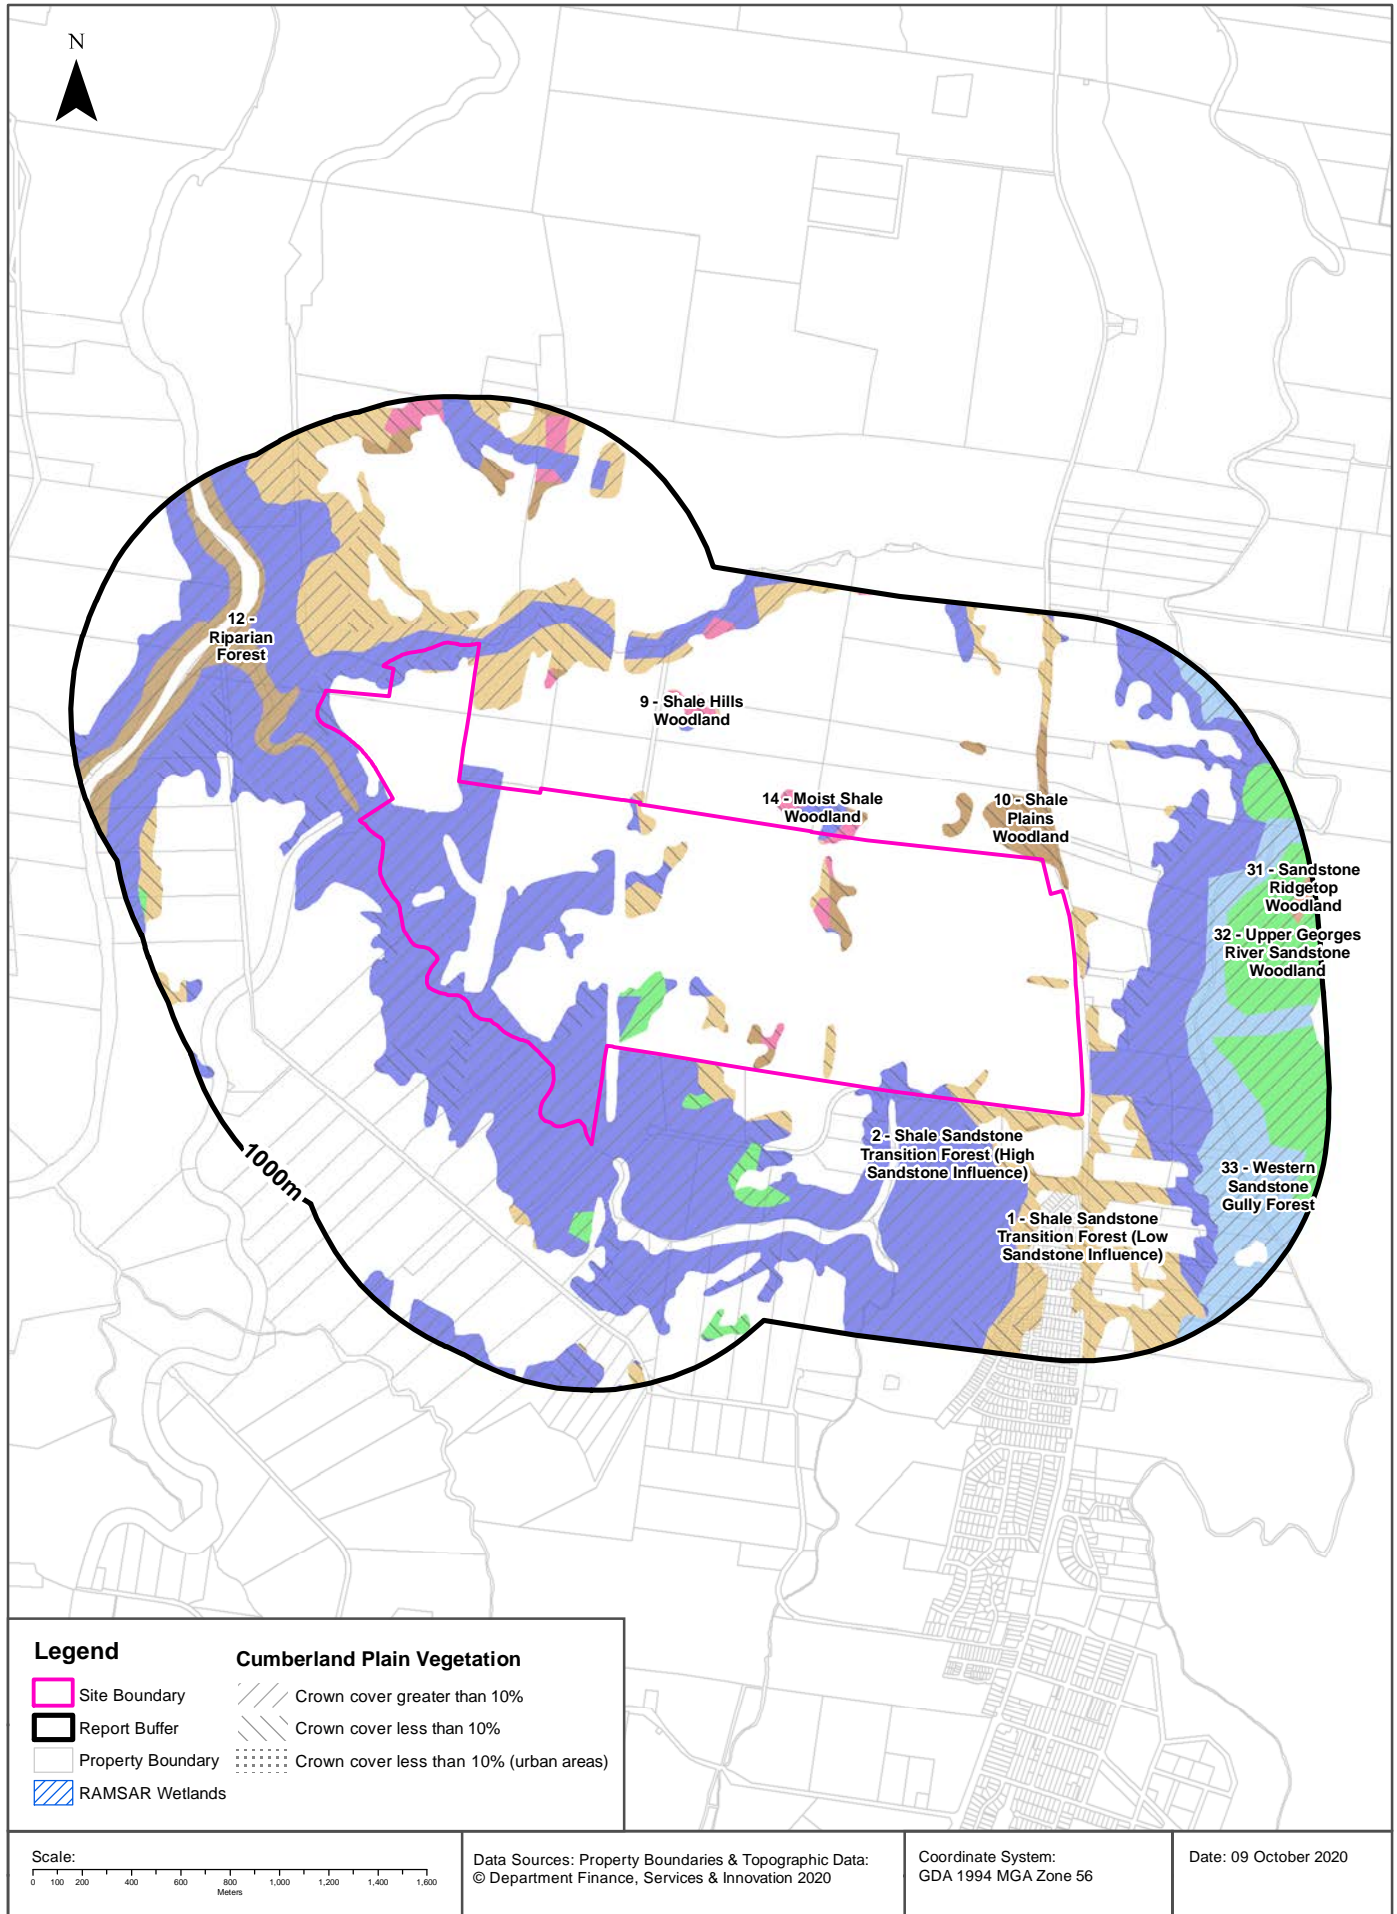 N
12 -
Riparian
Forest
9 - Shale Hills
Woodland
14 - Moist Shale
Woodland
10 - Shale
Plains
Woodland
31 - Sandstone
Ridgetop
Woodland
32 - Upper Georges
River Sandstone
Woodland
2 - Shale Sandstone
Transition Forest (High
Sandstone Influence)
33 - Western
Sandstone
Gully Forest
1 - Shale Sandstone
Transition Forest (Low
Sandstone Influence)
1000m
Legend
Site Boundary
Report Buffer
Property Boundary
RAMSAR Wetlands
Cumberland Plain Vegetation
Crown cover greater than 10%
Crown cover less than 10%
Crown cover less than 10% (urban areas)
Scale:
0 100 200 400 600 800 1,000 1,200 1,400 1,600
Meters
Data Sources: Property Boundaries & Topographic Data:
© Department Finance, Services & Innovation 2020
Coordinate System:
GDA 1994 MGA Zone 56
Date: 09 October 2020